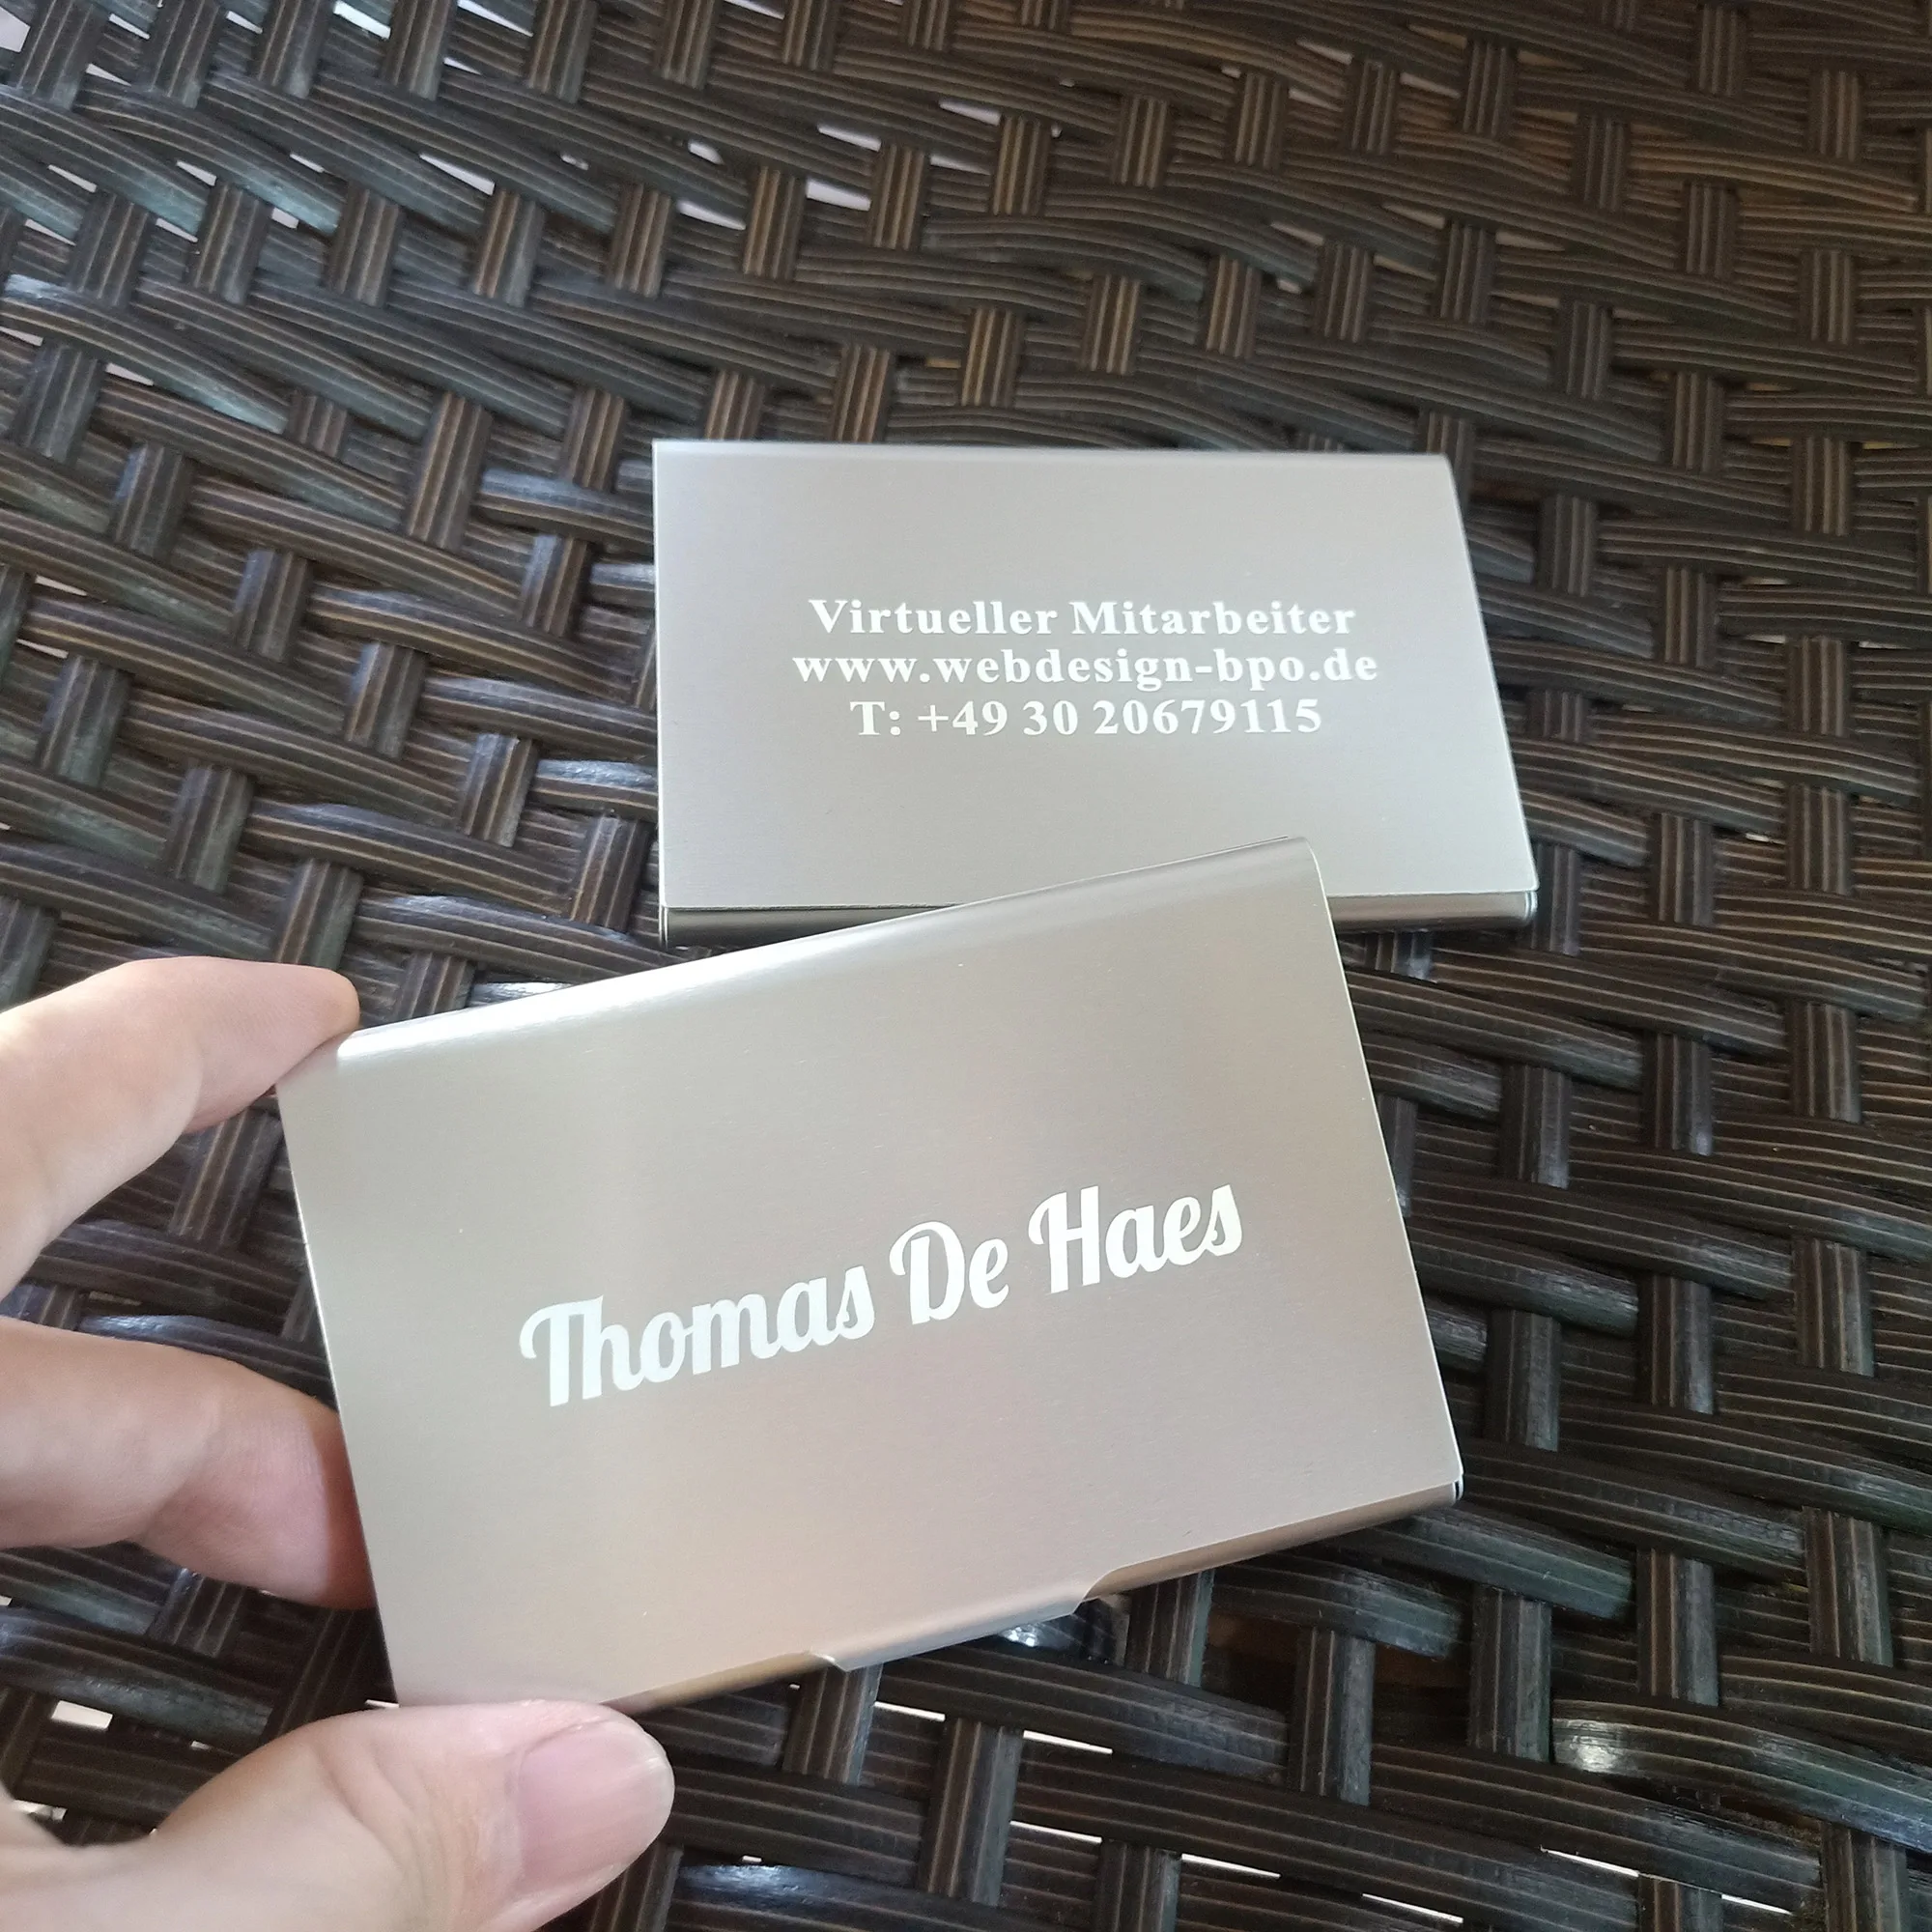 Virtueller Mitarbeiter
www.webdesign-bpo.de
T: +49 30 20679115
Thomas De Haes